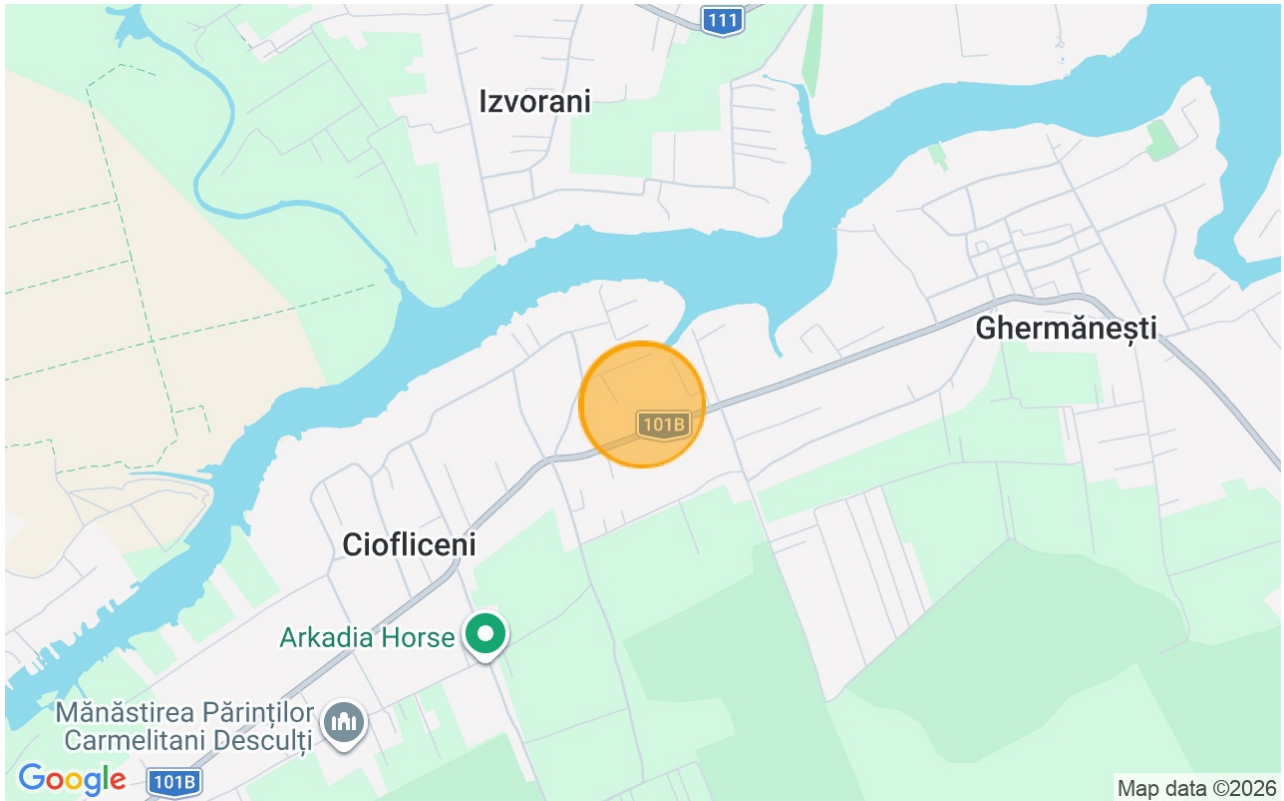 111
Izvorani
Ghermănești
101B
Ciofliceni
Arkadia Horse
Mănăstirea Părinților
Carmelitani Desculți
Google
101B
Map data ©2026